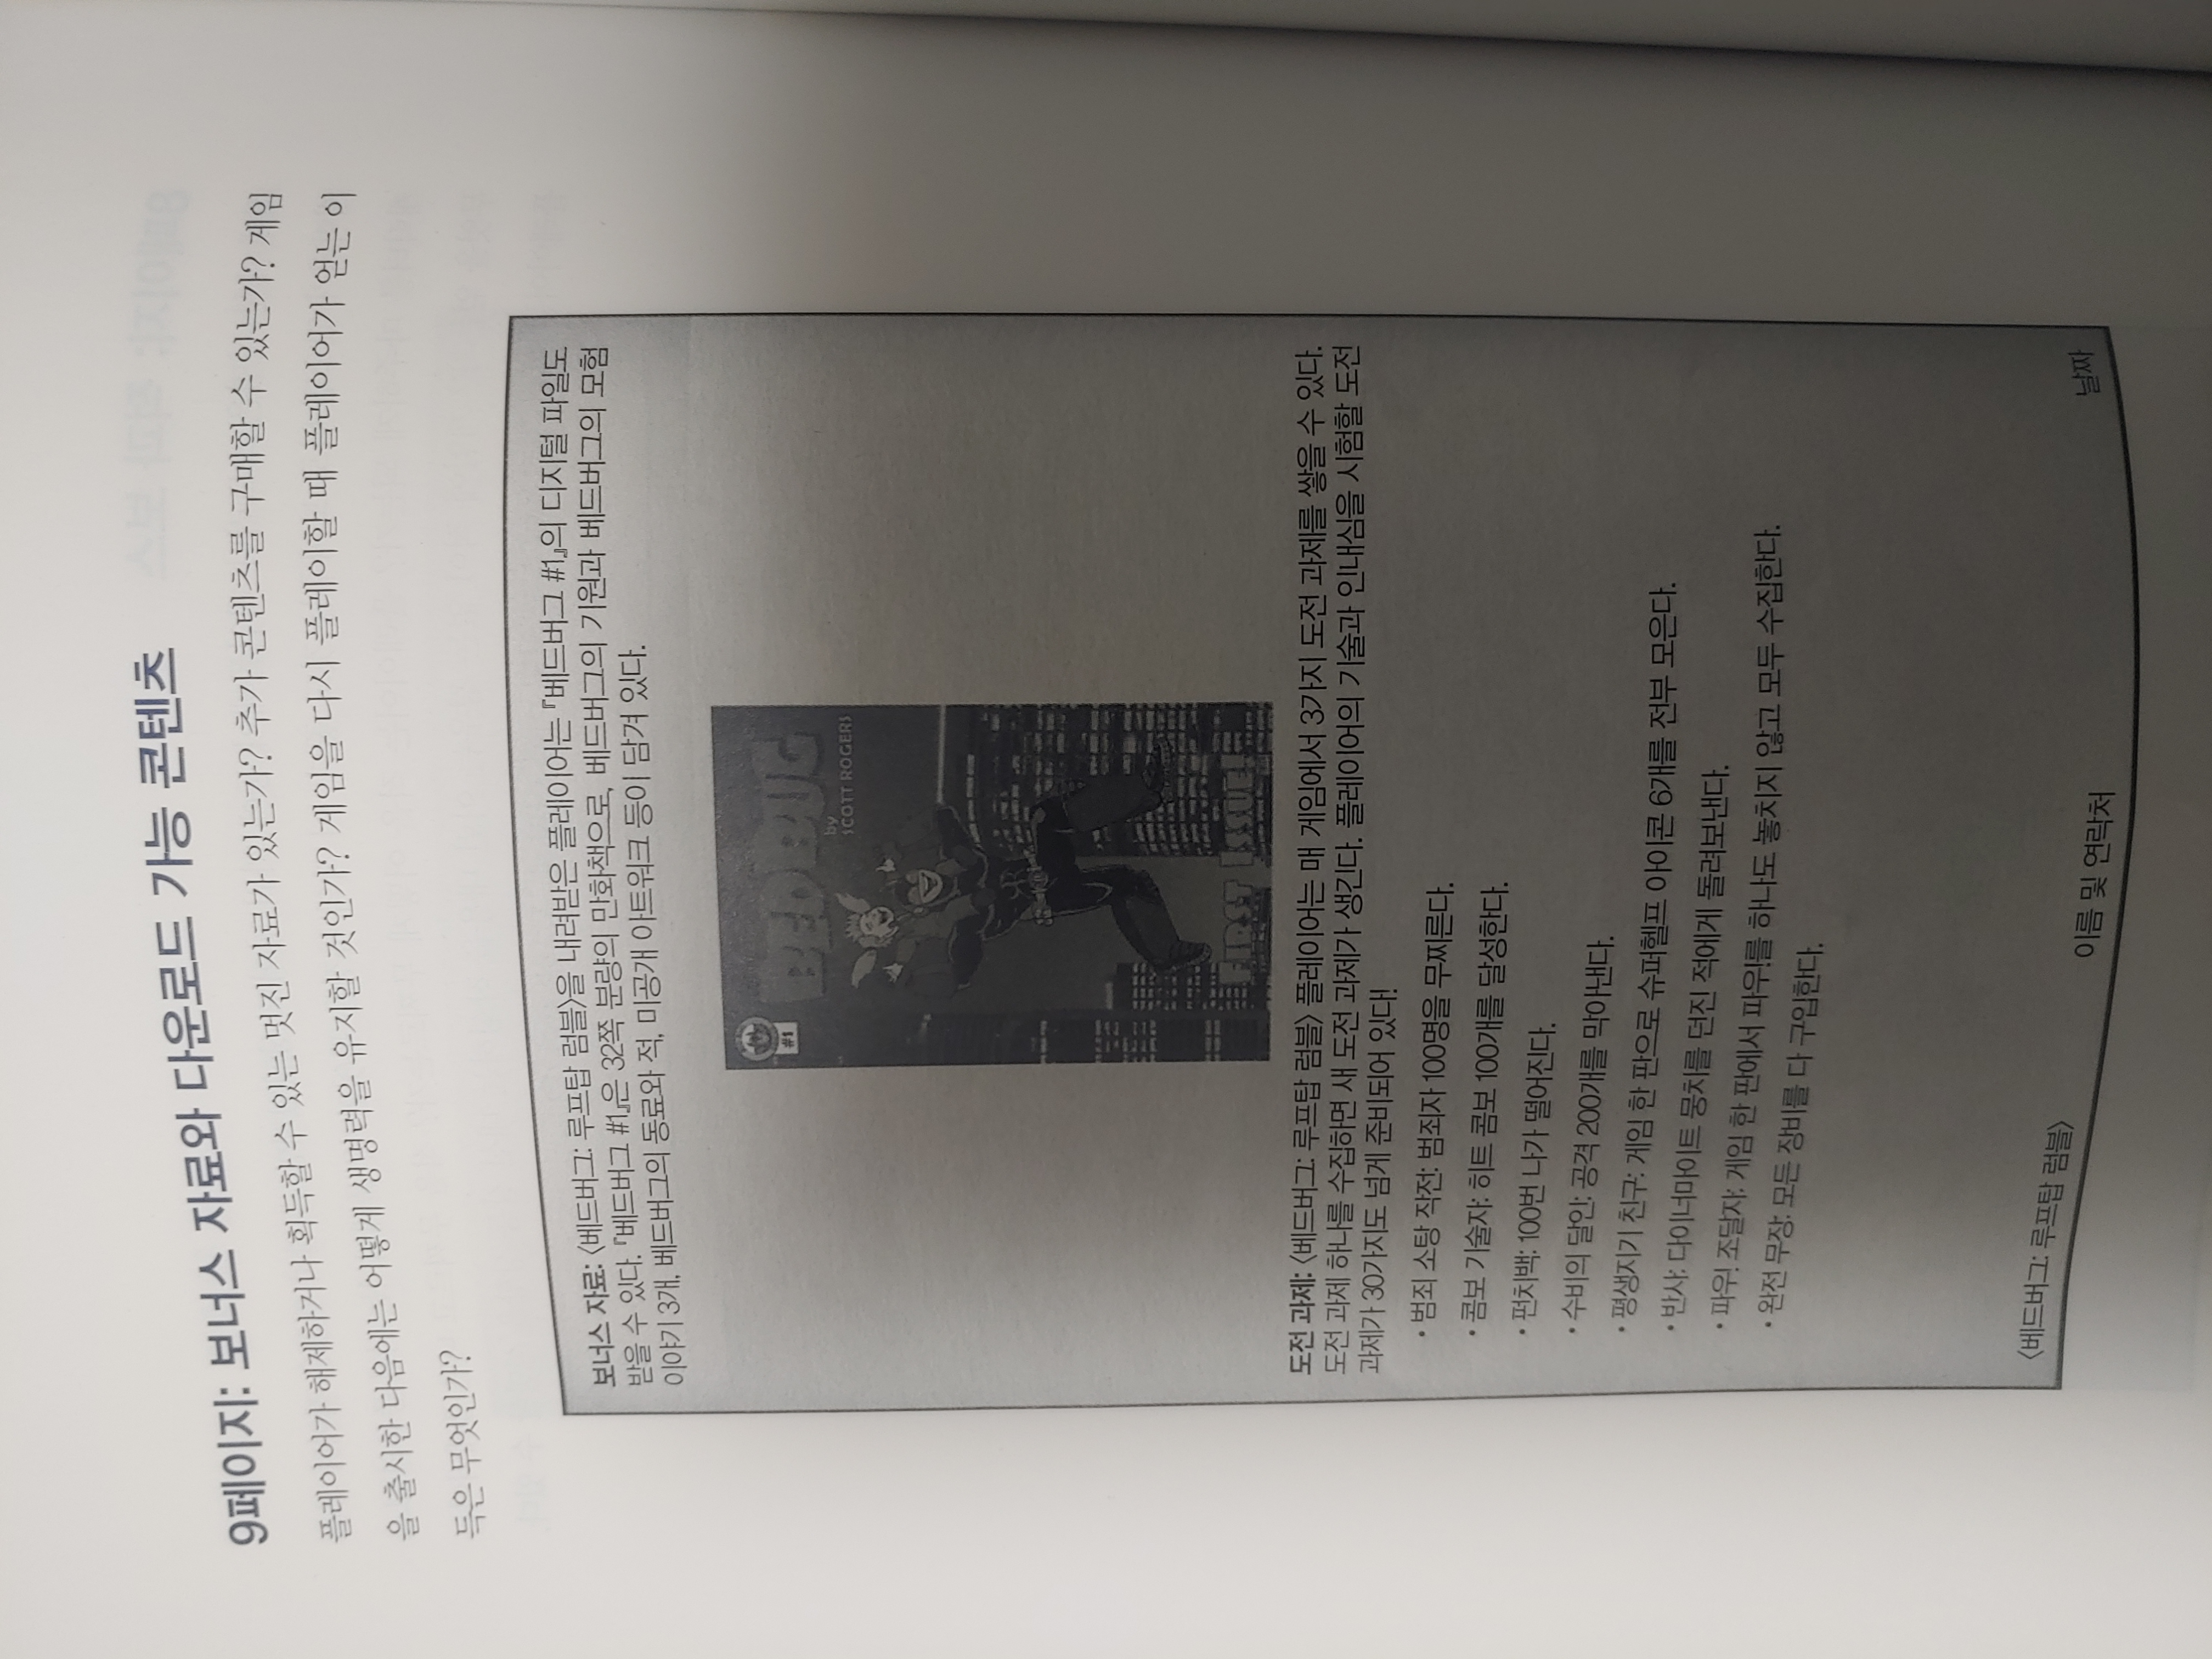 9페이지: 보너스 자료와 다운로드 가능 콘텐츠
플레이어가 해제하거나 획득할 수 있는 멋진 자료가 있는가? 추가 콘텐츠를 구매할 수 있는가? 게임
을 출시한 다음에는 어떻게 생명력을 유지할 것인가? 게임을 다시 플레이할 때 플레이어가 얻는 이
득은 무엇인가?
보너스 자료: 〈베드버그: 루프탑 럼블〉을 내려받은 플레이어는 『베드버그 #1』의 디지털 파일도
받을 수 있다. 『베드버그 #1』은 32쪽 분량의 만화책으로, 베드버그의 기원과 베드버그의 모험
이야기 3개, 베드버그의 동료와 적, 미공개 아트워크 등이 담겨 있다.
#1
BED BUG
by
SCOTT ROGERS
FIRST ISSUE!
도전 과제: 〈베드버그: 루프탑 럼블〉 플레이어는 매 게임에서 3가지 도전 과제를 쌓을 수 있다.
도전 과제 하나를 수집하면 새 도전 과제가 생긴다. 플레이어의 기술과 인내심을 시험할 도전
과제가 30가지도 넘게 준비되어 있다!
• 범죄 소탕 작전: 범죄자 100명을 무찌른다.
• 콤보 기술자: 히트 콤보 100개를 달성한다.
• 펀치백: 100번 나가 떨어진다.
• 수비의 달인: 공격 200개를 막아낸다.
• 평생지기 친구: 게임 한 판으로 슈퍼헬프 아이콘 6개를 전부 모은다.
• 반사: 다이너마이트 뭉치를 던진 적에게 돌려보낸다.
• 파우! 조달자: 게임 한 판에서 파우!를 하나도 놓치지 않고 모두 수집한다.
• 완전 무장: 모든 장비를 다 구입한다.
〈베드버그: 루프탑 럼블〉
이름 및 연락처
날짜